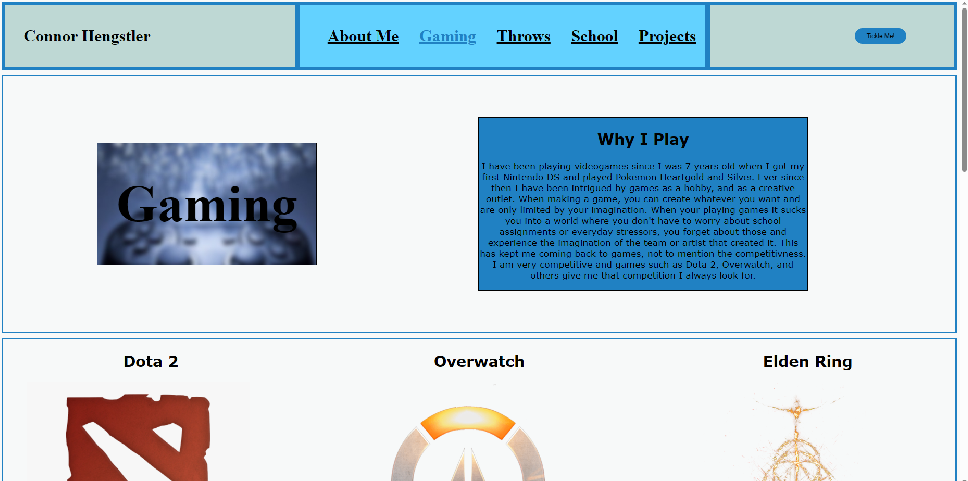 Connor Hengstler
About Me Gaming Throws School Projects
Tickle Me!
Gaming
Why I Play
I have been playing videogames since I was 7 years old when I got my
first Nintendo DS and played Pokemon Heartgold and Silver. Ever since
then I have been intrigued by games as a hobby, and as a creative
outlet. When making a game, you can create whatever you want and
are only limited by your imagination. When your playing games it sucks
you into a world where you don't have to worry about school
assignments or everyday stressors, you forget about those and
experience the imagination of the team or artist that created it. This
has kept me coming back to games, not to mention the competitivness.
I am very competitive and games such as Dota 2, Overwatch, and
others give me that competition I always look for.
Dota 2
Overwatch
Elden Ring